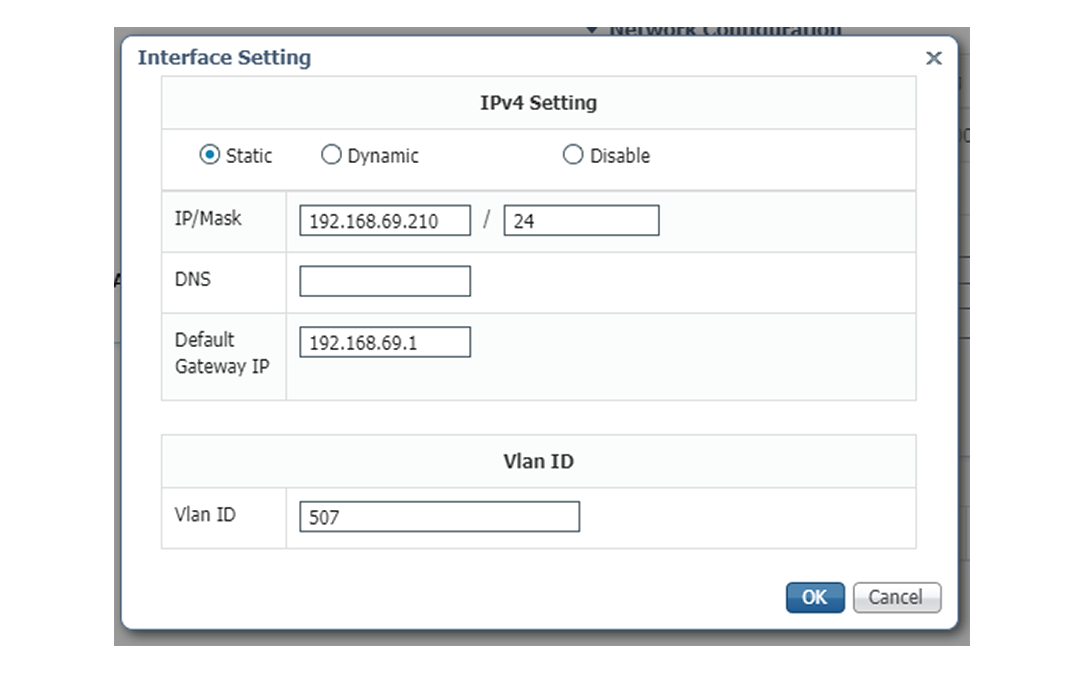 Network Configuration
Interface Setting
IPv4 Setting
Static Dynamic Disable
IP/Mask 192.168.69.210 / 24
DNS
Default
Gateway IP
192.168.69.1
Vlan ID
Vlan ID 507
OK Cancel